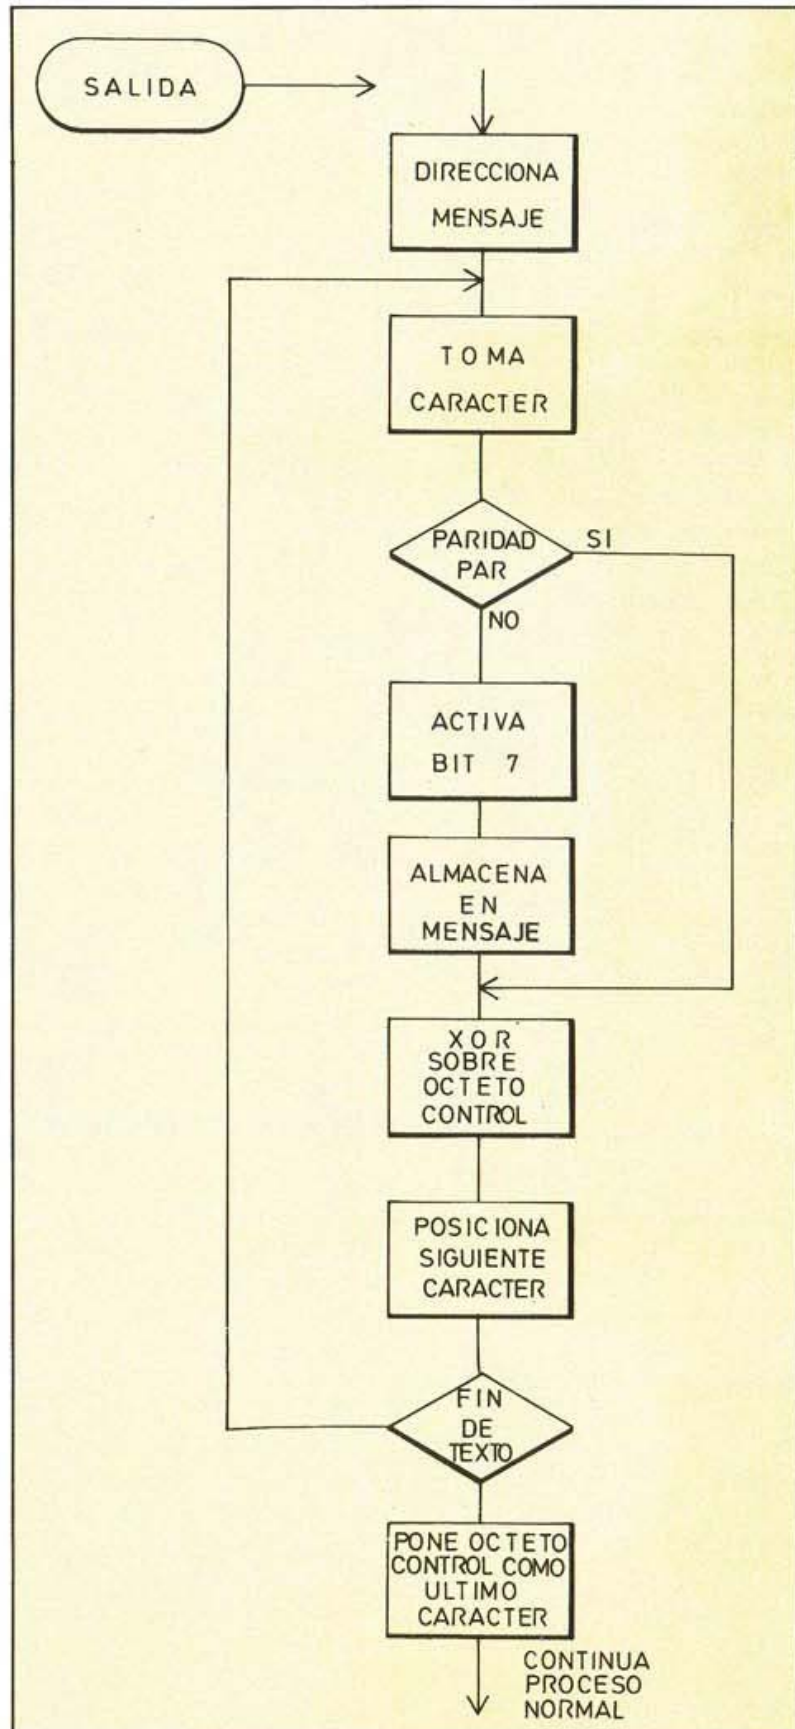 SALIDA
DIRECCIONA
MENSAJE
TOMA
CARACTER
PARIDAD
PAR
SI
NO
ACTIVA
BIT 7
ALMACENA
EN
MENSAJE
XOR
SOBRE
OCTETO
CONTROL
POSICIONA
SIGUIENTE
CARACTER
FIN
DE
TEXTO
PONE OCTETO
CONTROL COMO
ULTIMO
CARACTER
CONTINUA
PROCESO
NORMAL